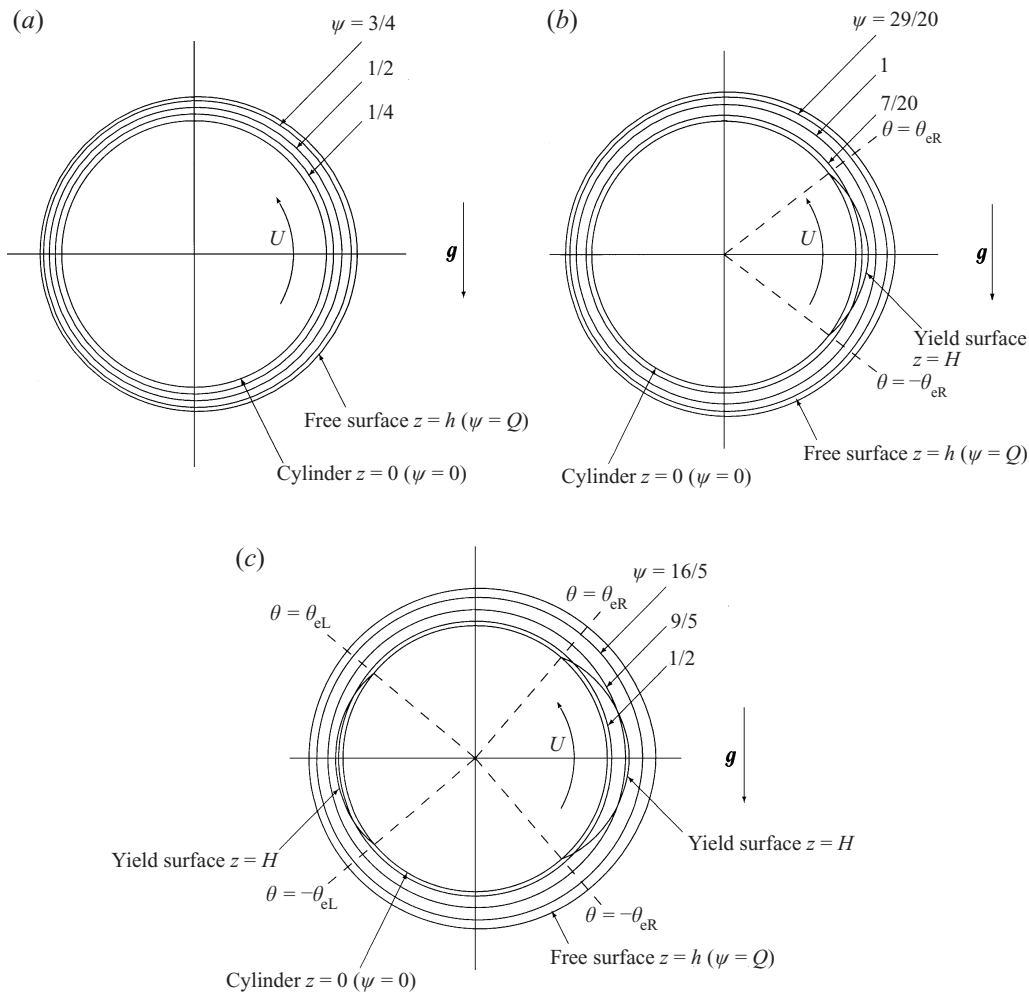 (a)
ψ = 3/4
1/2
1/4
U
g
Free surface z = h (ψ = Q)
Cylinder z = 0 (ψ = 0)
(b)
ψ = 29/20
1
7/20
θ = θeR
U
g
Yield surface
z = H
θ = −θeR
Free surface z = h (ψ = Q)
Cylinder z = 0 (ψ = 0)
(c)
ψ = 16/5
θ = θeR
θ = θeL
9/5
1/2
U
g
Yield surface z = H
Yield surface z = H
θ = −θeL
θ = −θeR
Free surface z = h (ψ = Q)
Cylinder z = 0 (ψ = 0)